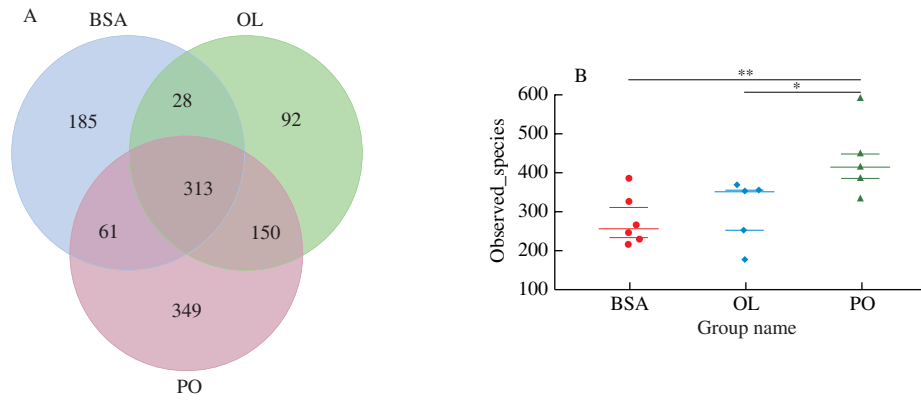 A
BSA
OL
28
185
92
313
61
150
349
PO
B
**
*
600
500
400
300
200
100
Observed_species
BSA
OL
PO
Group name